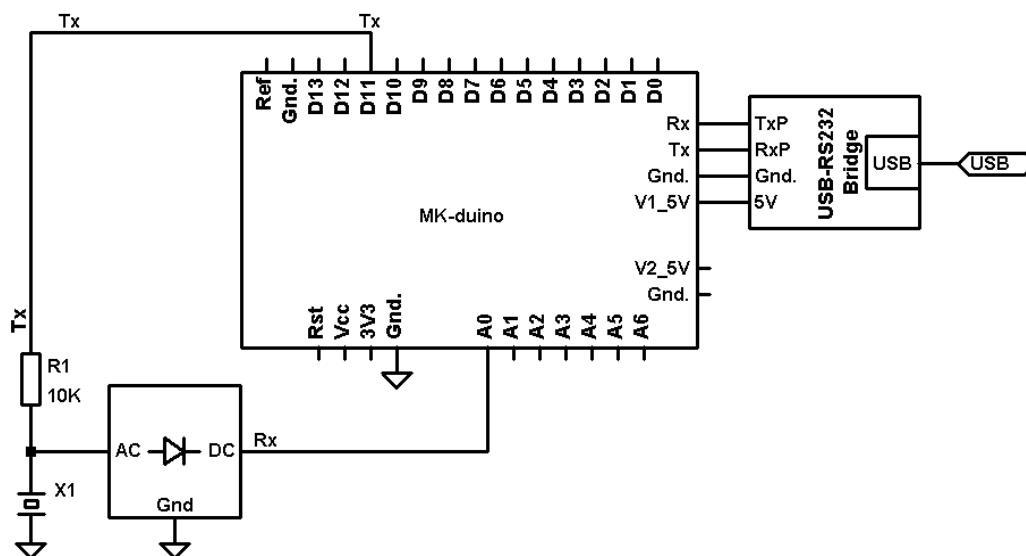 Tx
Tx
Ref
Gnd.
D13
D12
D11
D10
D9
D8
D7
D6
D5
D4
D3
D2
D1
D0
Rx
TxP
Tx
RxP
Gnd.
Gnd.
V1_5V
5V
USB-RS232
Bridge
USB
USB
MK-duino
V2_5V
Gnd.
Rst
Vcc
3V3
Gnd.
A0
A1
A2
A3
A4
A5
A6
Tx
R1
10K
AC
DC
Rx
X1
Gnd